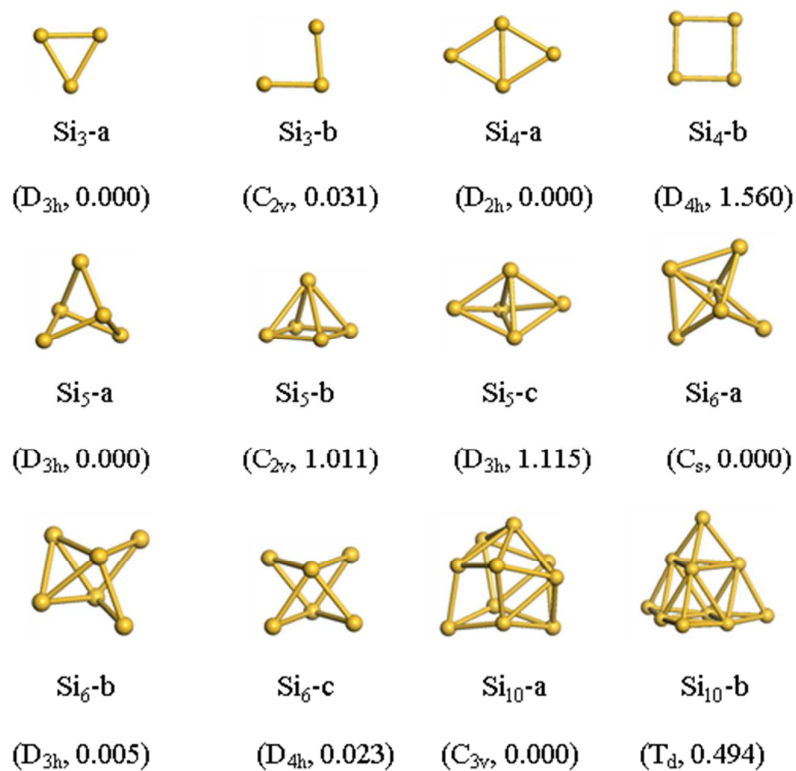 Si₃-a Si₃-b Si₄-a Si₄-b
(D₃ₕ, 0.000) (C₂ᵥ, 0.031) (D₂ₕ, 0.000) (D₄ₕ, 1.560)
Si₅-a Si₅-b Si₅-c Si₆-a
(D₃ₕ, 0.000) (C₂ᵥ, 1.011) (D₃ₕ, 1.115) (Cₛ, 0.000)
Si₆-b Si₆-c Si₁₀-a Si₁₀-b
(D₃ₕ, 0.005) (D₄ₕ, 0.023) (C₃ᵥ, 0.000) (T_d, 0.494)